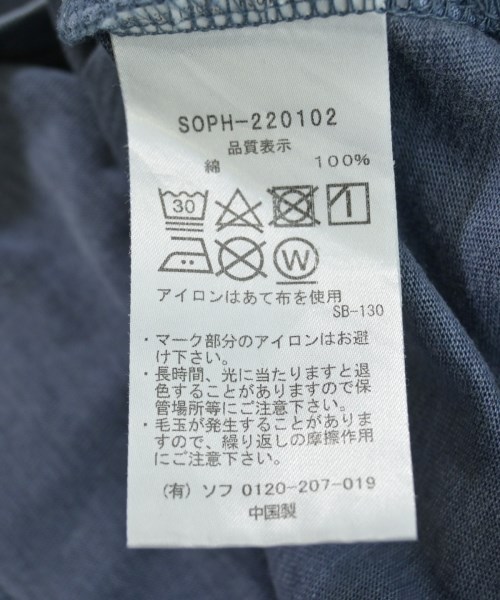 SOPH-220102
品質表示
綿 100%
30
W
アイロンはあて布を使用
SB-130
・マーク部分のアイロンはお避
け下さい。
・長時間、光に当たりますと退
色することがありますので保
管場所等にご注意下さい。
・毛玉が発生することがありま
すので、繰り返しの摩擦作用
にご注意下さい。
(有) ソフ 0120-207-019
中国製